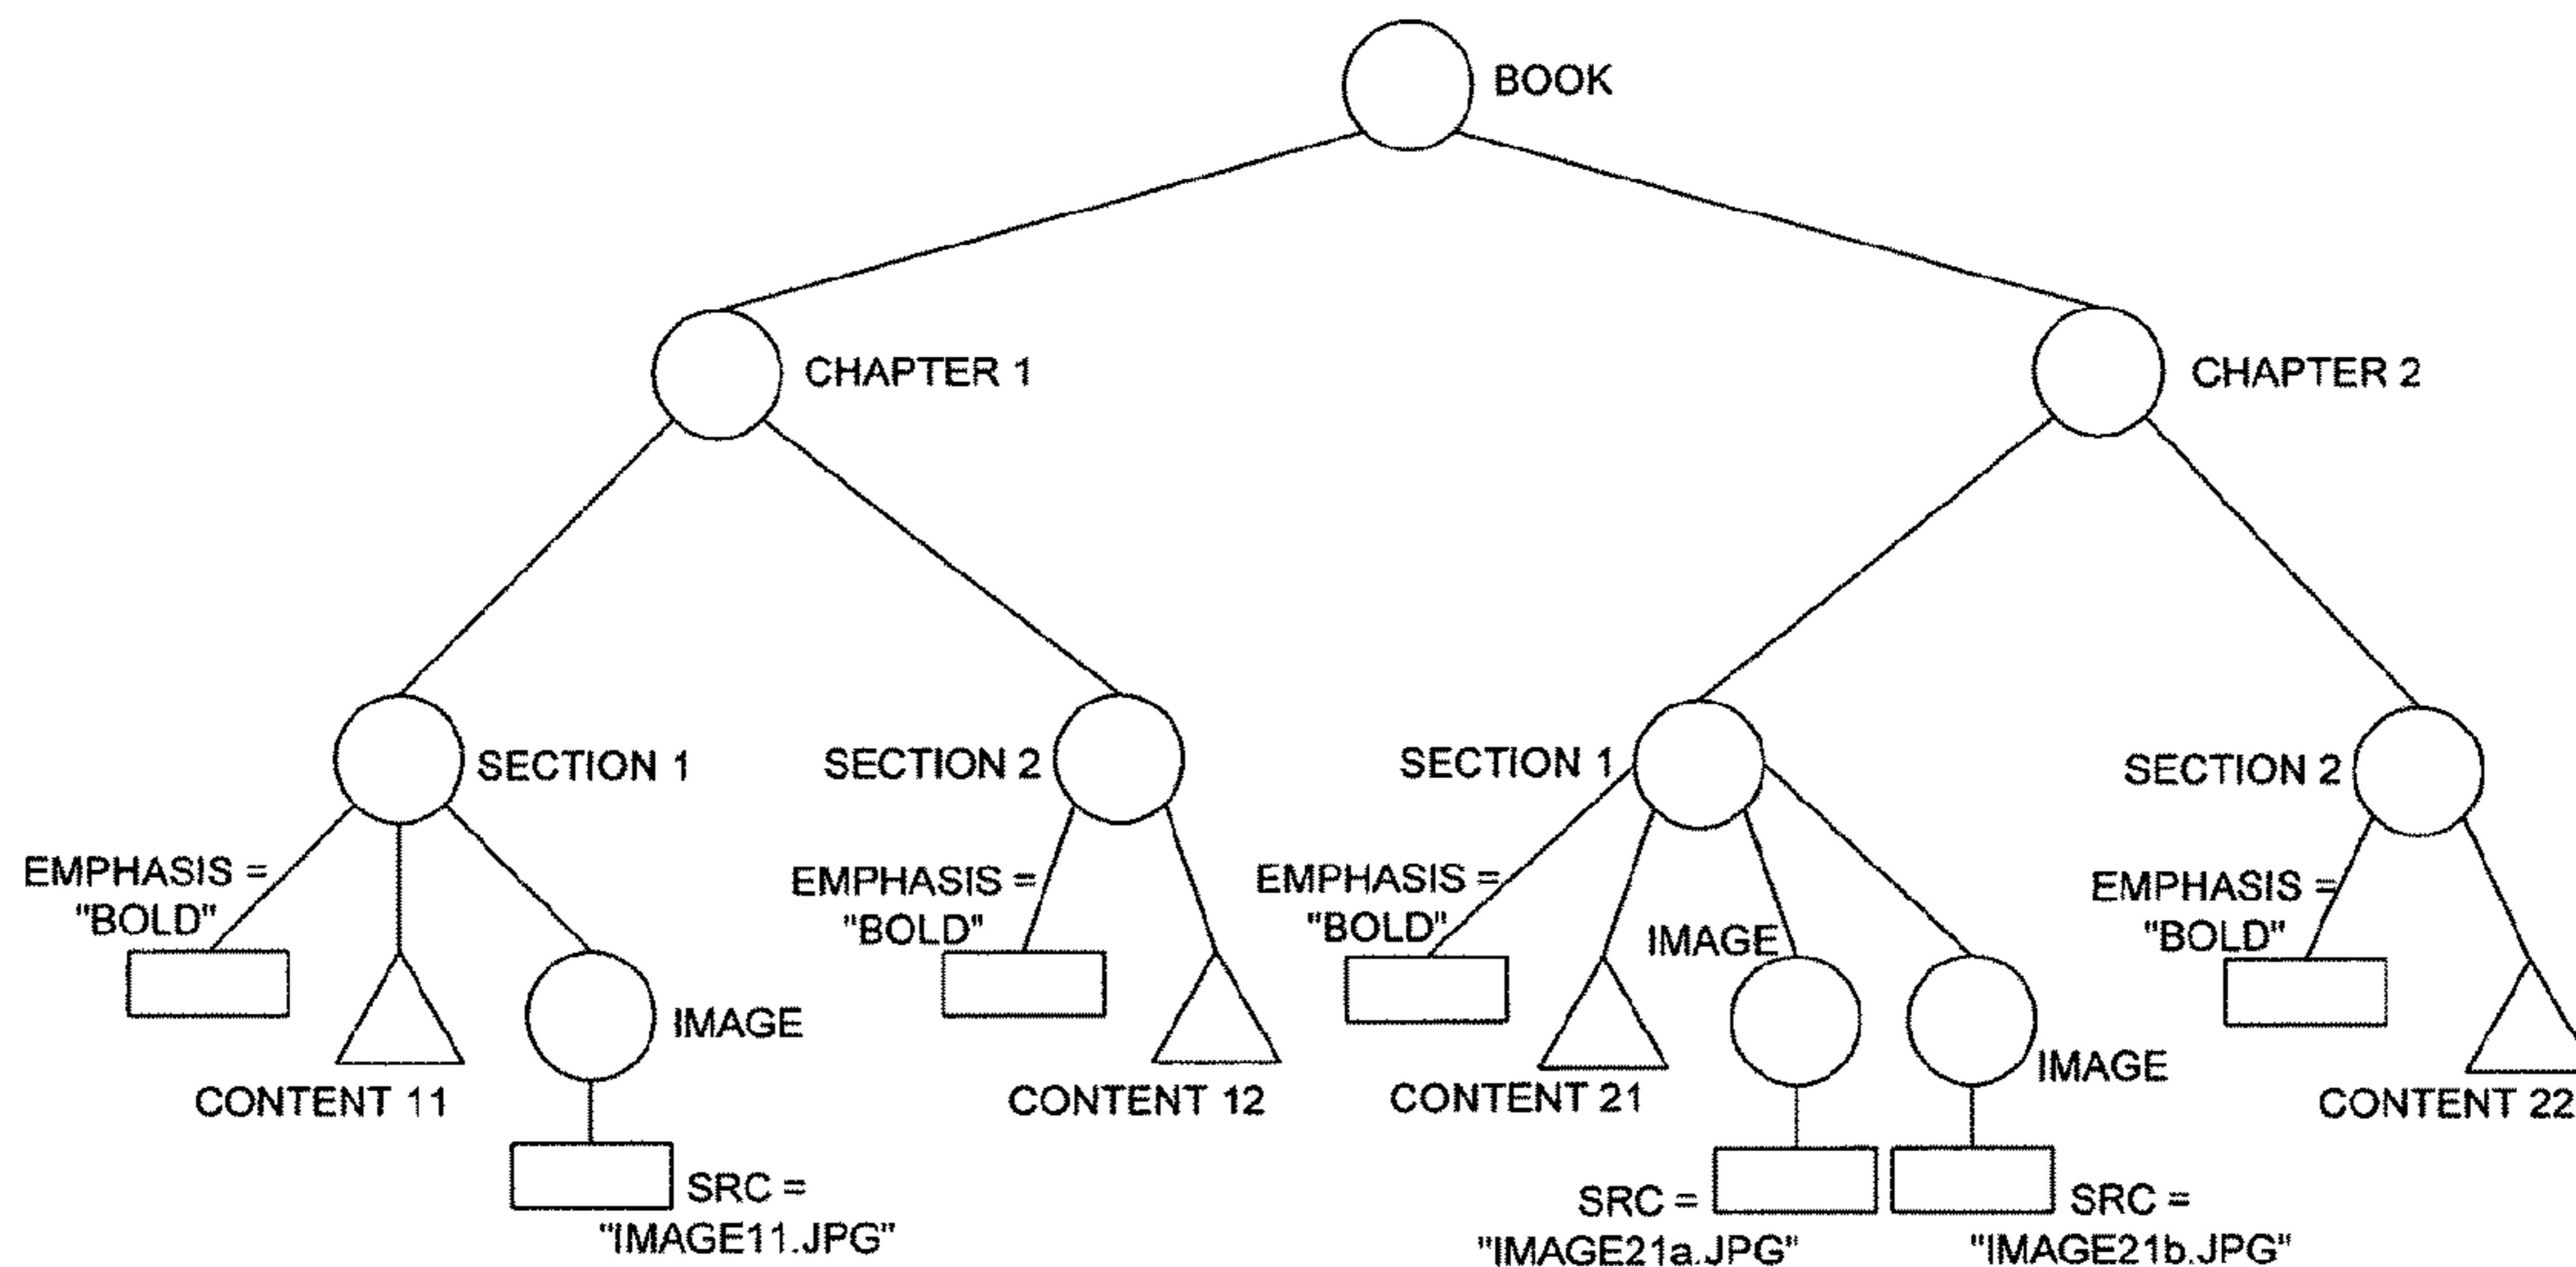 BOOK
CHAPTER 1
CHAPTER 2
SECTION 1
SECTION 2
SECTION 1
SECTION 2
EMPHASIS =
"BOLD"
EMPHASIS =
"BOLD"
EMPHASIS =
"BOLD"
EMPHASIS =
"BOLD"
IMAGE
IMAGE
IMAGE
CONTENT 11
CONTENT 12
CONTENT 21
CONTENT 22
SRC =
"IMAGE11.JPG"
SRC =
"IMAGE21a.JPG"
SRC =
"IMAGE21b.JPG"